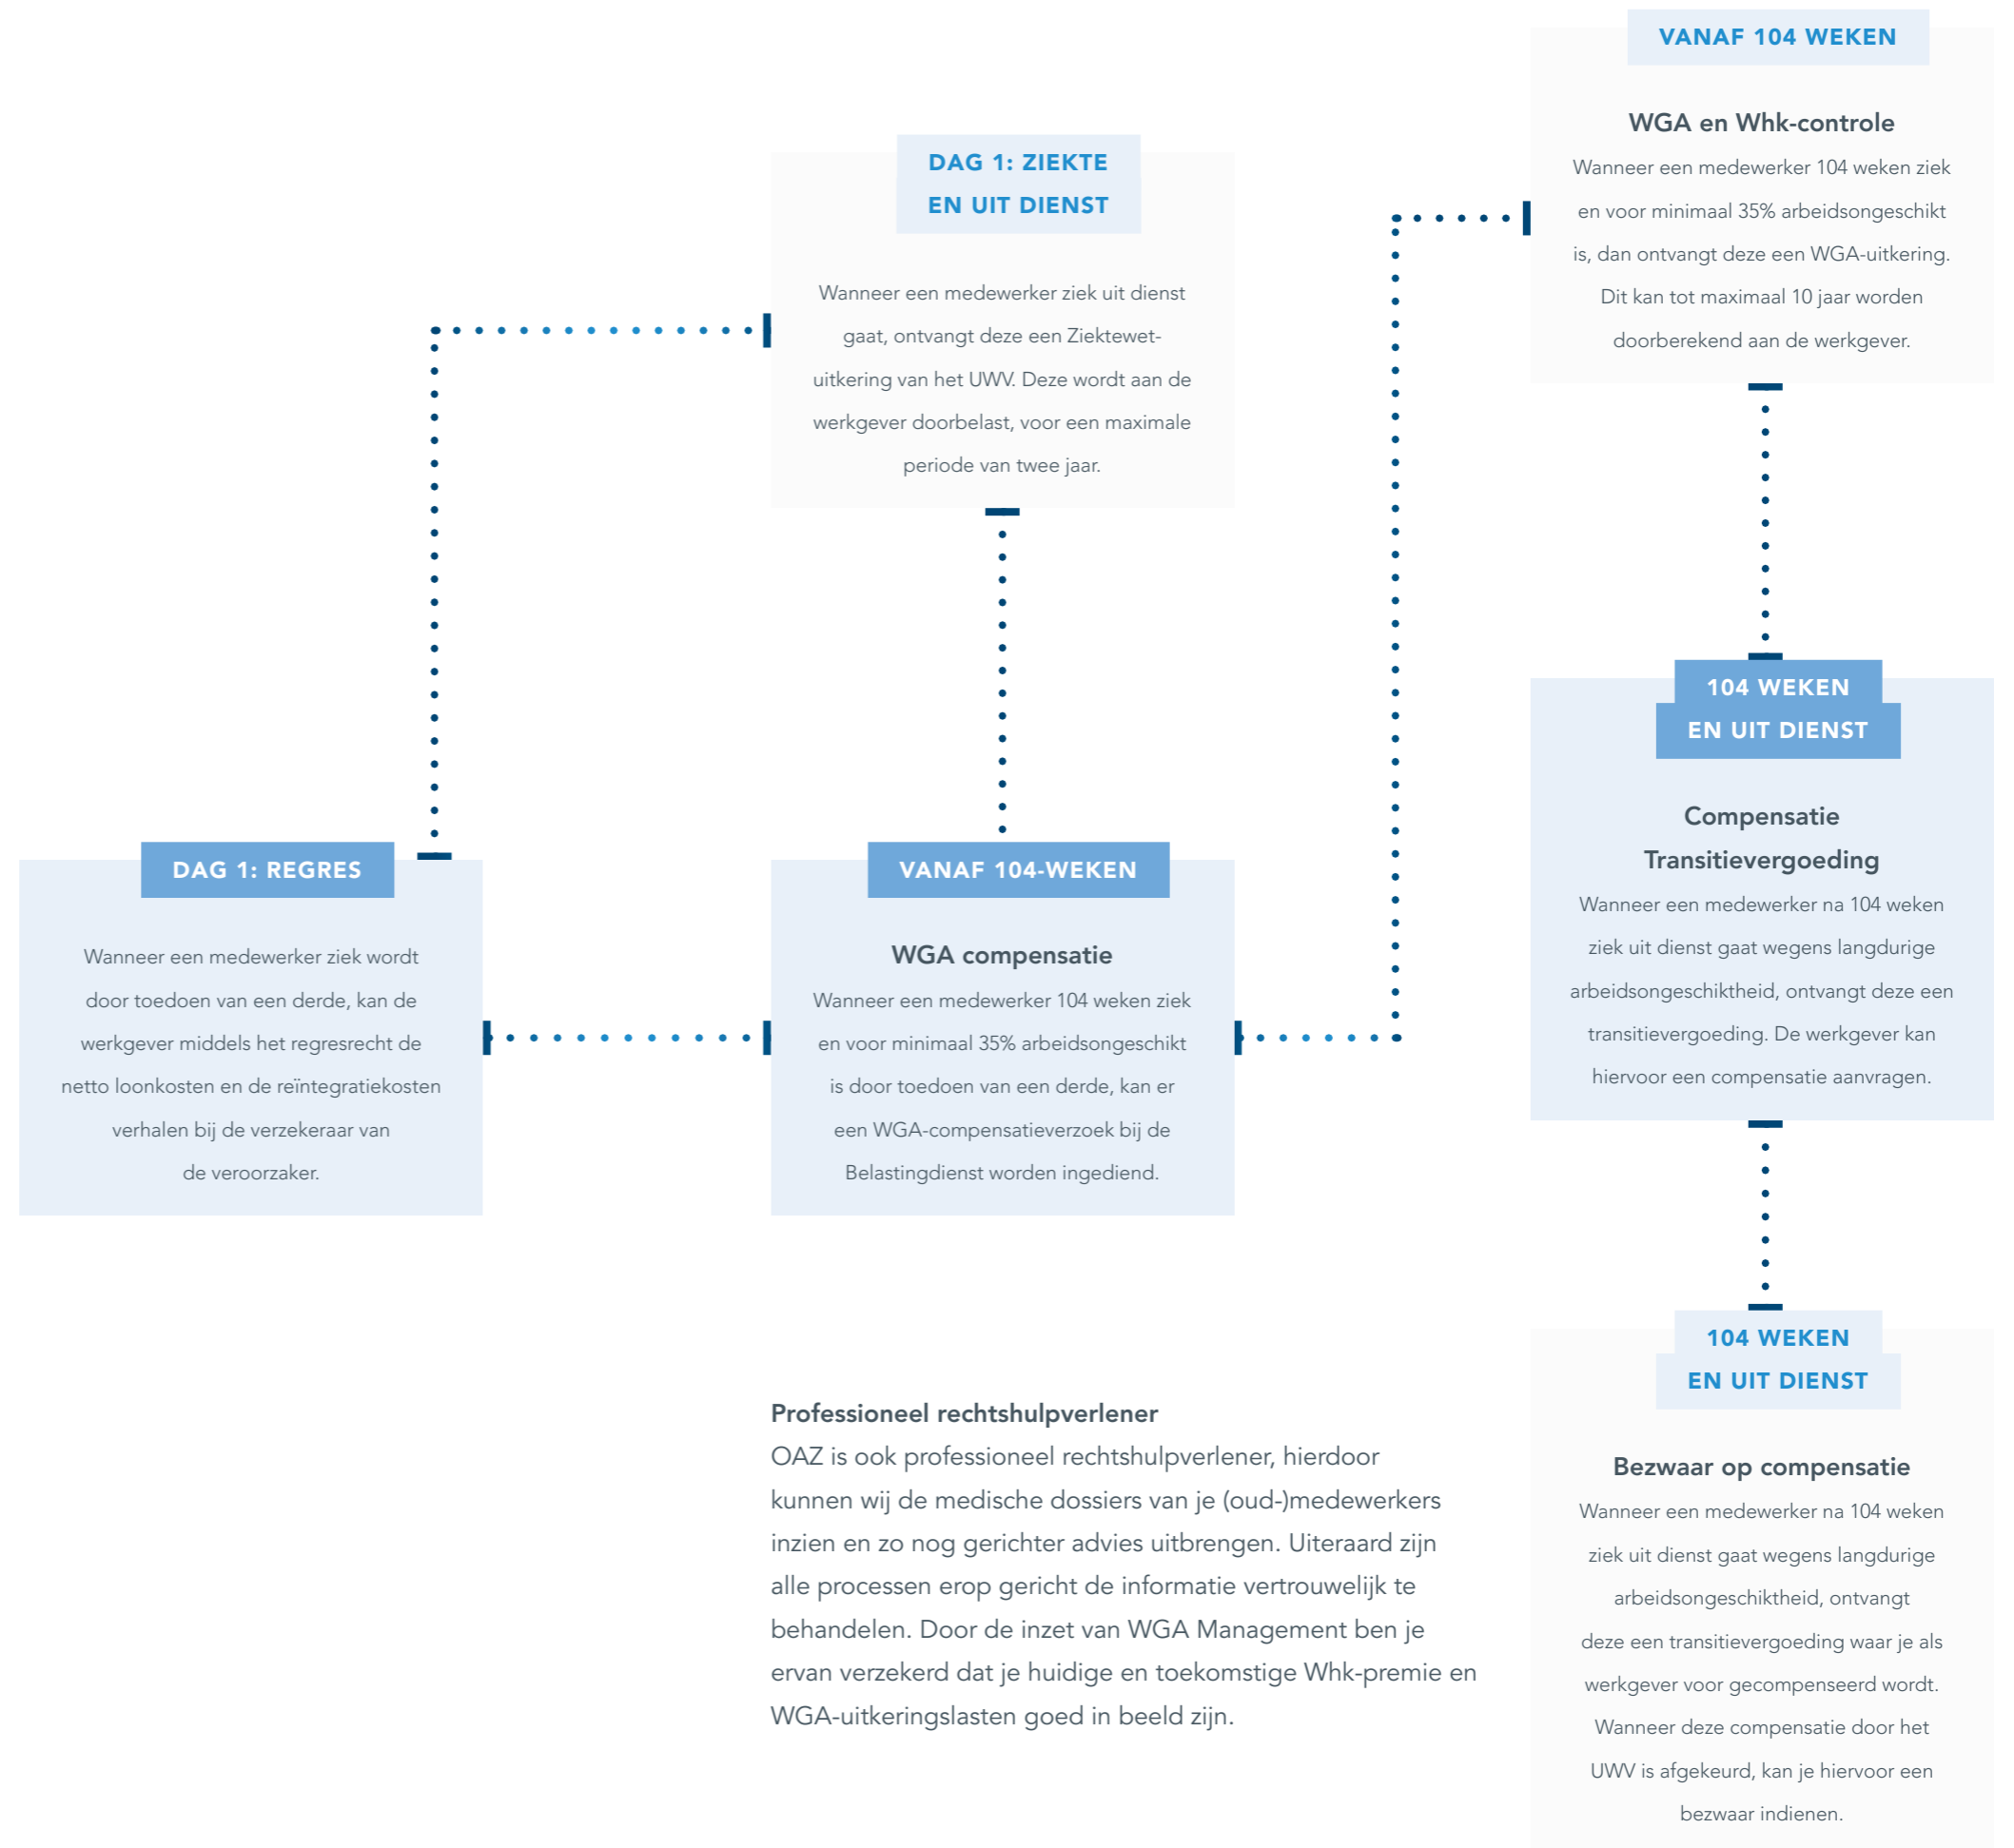 DAG 1: REGRES
Wanneer een medewerker ziek wordt
door toedoen van een derde, kan de
werkgever middels het regresrecht de
netto loonkosten en de reïntegratiekosten
verhalen bij de verzekeraar van
de veroorzaker.
DAG 1: ZIEKTE
EN UIT DIENST
Wanneer een medewerker ziek uit dienst
gaat, ontvangt deze een Ziektewet-
uitkering van het UWV. Deze wordt aan de
werkgever doorbelast, voor een maximale
periode van twee jaar.
VANAF 104-WEKEN
WGA compensatie
Wanneer een medewerker 104 weken ziek
en voor minimaal 35% arbeidsongeschikt
is door toedoen van een derde, kan er
een WGA-compensatieverzoek bij de
Belastingdienst worden ingediend.
VANAF 104 WEKEN
WGA en Whk-controle
Wanneer een medewerker 104 weken ziek
en voor minimaal 35% arbeidsongeschikt
is, dan ontvangt deze een WGA-uitkering.
Dit kan tot maximaal 10 jaar worden
doorberekend aan de werkgever.
104 WEKEN
EN UIT DIENST
Compensatie
Transitievergoeding
Wanneer een medewerker na 104 weken
ziek uit dienst gaat wegens langdurige
arbeidsongeschiktheid, ontvangt deze een
transitievergoeding. De werkgever kan
hiervoor een compensatie aanvragen.
104 WEKEN
EN UIT DIENST
Bezwaar op compensatie
Wanneer een medewerker na 104 weken
ziek uit dienst gaat wegens langdurige
arbeidsongeschiktheid, ontvangt
deze een transitievergoeding waar je als
werkgever voor gecompenseerd wordt.
Wanneer deze compensatie door het
UWV is afgekeurd, kan je hiervoor een
bezwaar indienen.
Professioneel rechtshulpverlener
OAZ is ook professioneel rechtshulpverlener, hierdoor
kunnen wij de medische dossiers van je (oud-)medewerkers
inzien en zo nog gerichter advies uitbrengen. Uiteraard zijn
alle processen erop gericht de informatie vertrouwelijk te
behandelen. Door de inzet van WGA Management ben je
ervan verzekerd dat je huidige en toekomstige Whk-premie en
WGA-uitkeringslasten goed in beeld zijn.